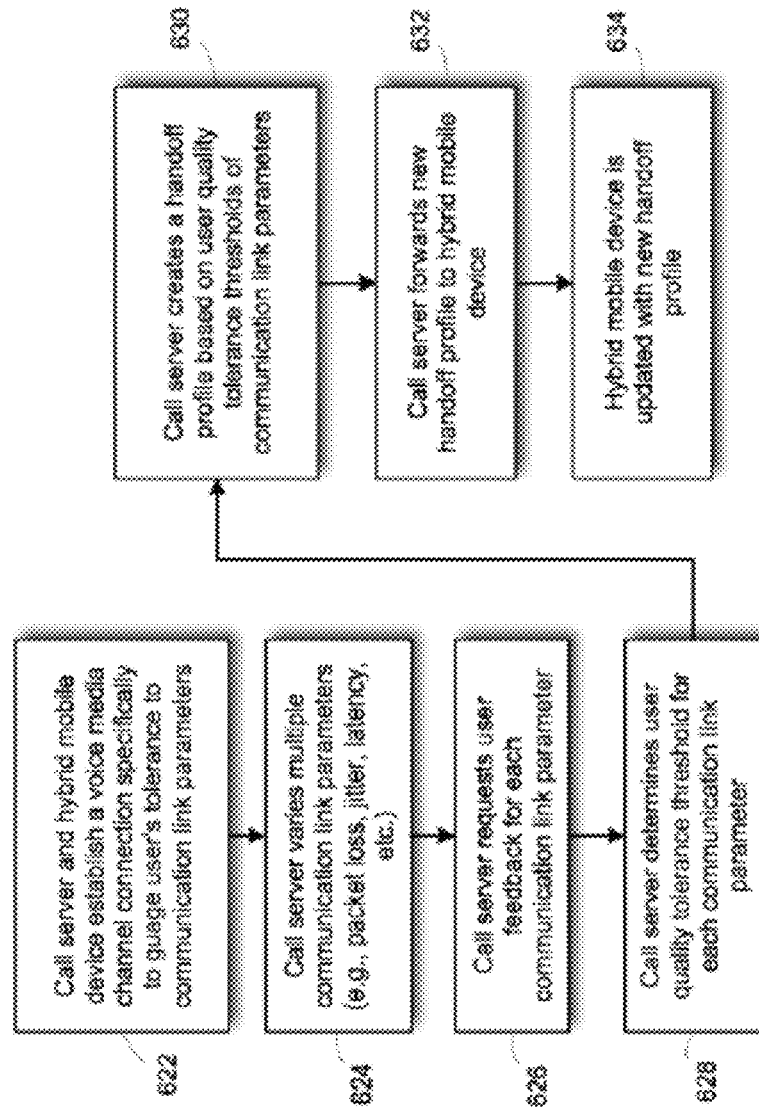 622
Call server and hybrid mobile
device establish a voice media
channel connection specifically
to guage user's tolerance to
communication link parameters
624
Call server varies multiple
communication link parameters
(e.g., packet loss, jitter, latency,
etc.)
626
Call server requests user
feedback for each
communication link parameter
628
Call server determines user
quality tolerance threshold for
each communication link
parameter
630
Call server creates a handoff
profile based on user quality
tolerance thresholds of
communication link parameters
632
Call server forwards new
handoff profile to hybrid mobile
device
634
Hybrid mobile device is
updated with new handoff
profile